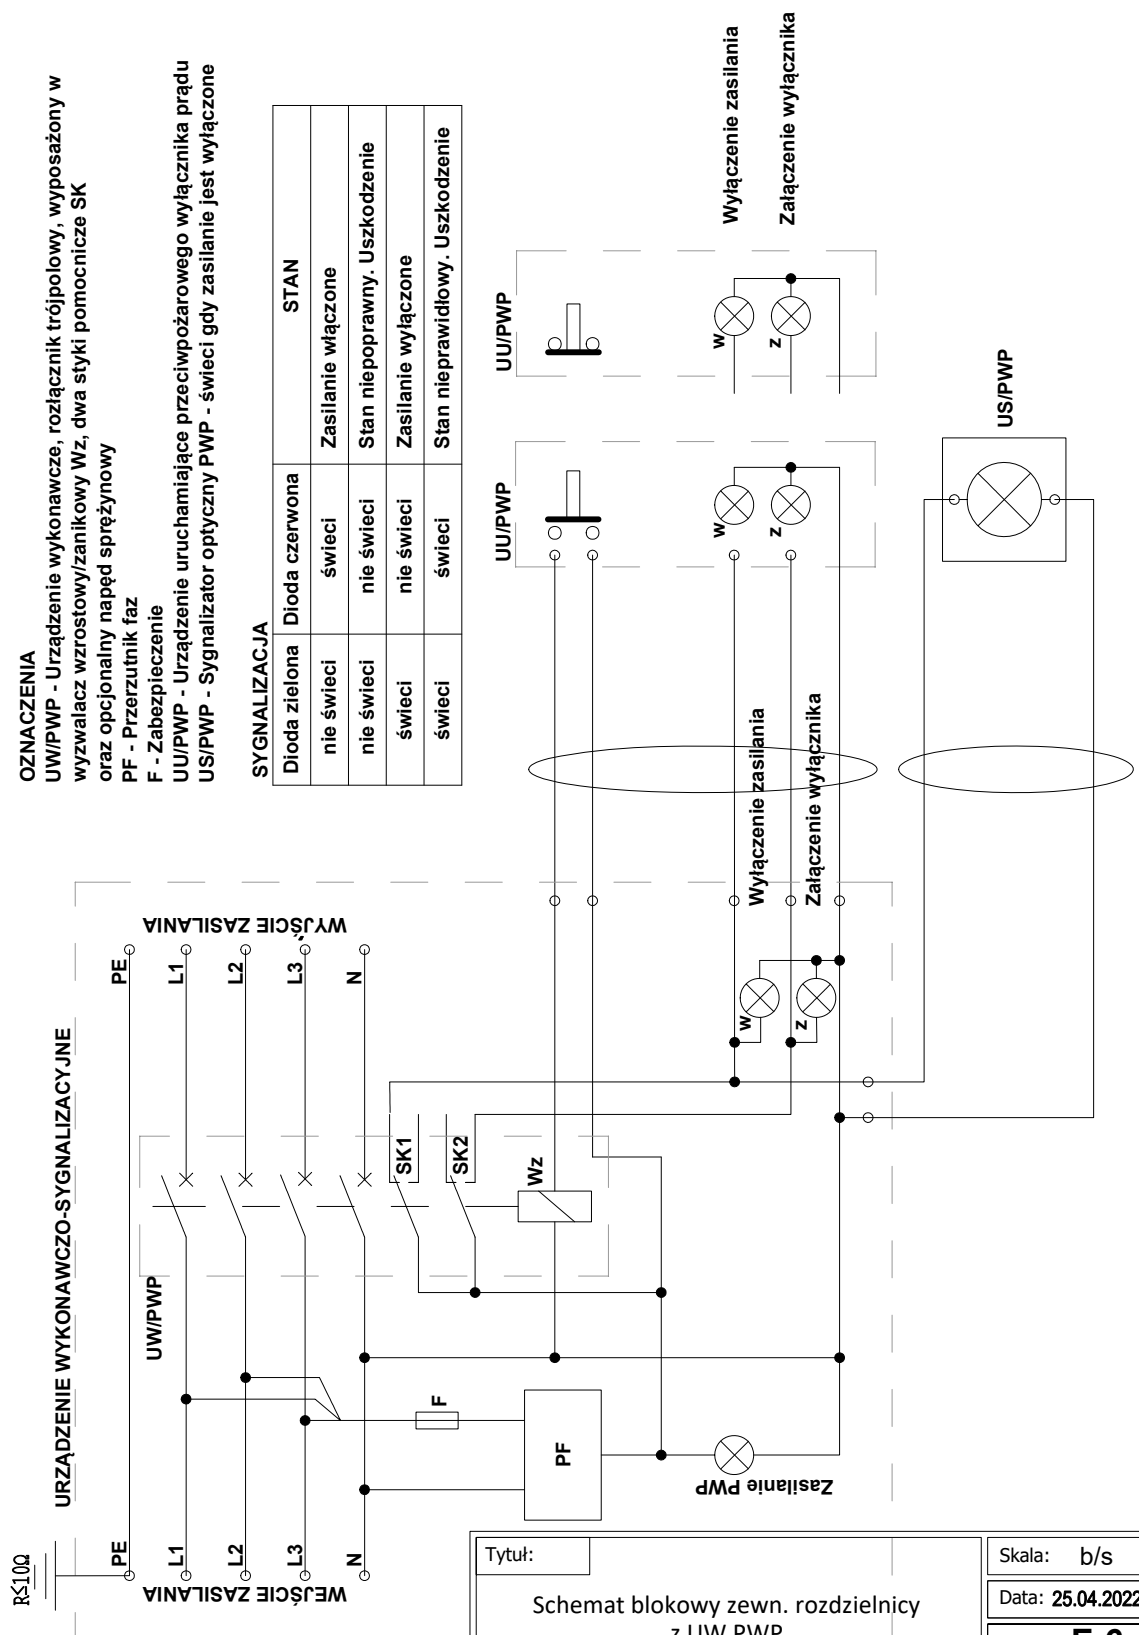 OZNACZENIA
UW/PWP - Urządzenie wykonawcze, rozłącznik trójpolowy, wyposażony w
wyzwalacz wzrostowy/zanikowy Wz, dwa styki pomocnicze SK
oraz opcjonalny napęd sprężynowy
PF - Przerzutnik faz
F - Zabezpieczenie
UU/PWP - Urządzenie uruchamiające przeciwpożarowego wyłącznika prądu
US/PWP - Sygnalizator optyczny PWP - świeci gdy zasilanie jest wyłączone
SYGNALIZACJA
Dioda zielona Dioda czerwona STAN
nie świeci świeci Zasilanie włączone
nie świeci nie świeci Stan niepoprawny. Uszkodzenie
świeci nie świeci Zasilanie wyłączone
świeci świeci Stan nieprawidłowy. Uszkodzenie
URZĄDZENIE WYKONAWCZO-SYGNALIZACYJNE
R≤10Ω
WEJŚCIE ZASILANIA
PE
L1
L2
L3
N
UW/PWP
WYJŚCIE ZASILANIA
PE
L1
L2
L3
N
SK1
SK2
Wz
F
PF
Zasilanie PWP
w
z
Wyłączenie zasilania
Załączenie wyłącznika
UU/PWP
w
z
UU/PWP
w
z
Wyłączenie zasilania
Załączenie wyłącznika
US/PWP
Tytuł:
Schemat blokowy zewn. rozdzielnicy
z UW PWP
Skala: b/s
Data: 25.04.2022